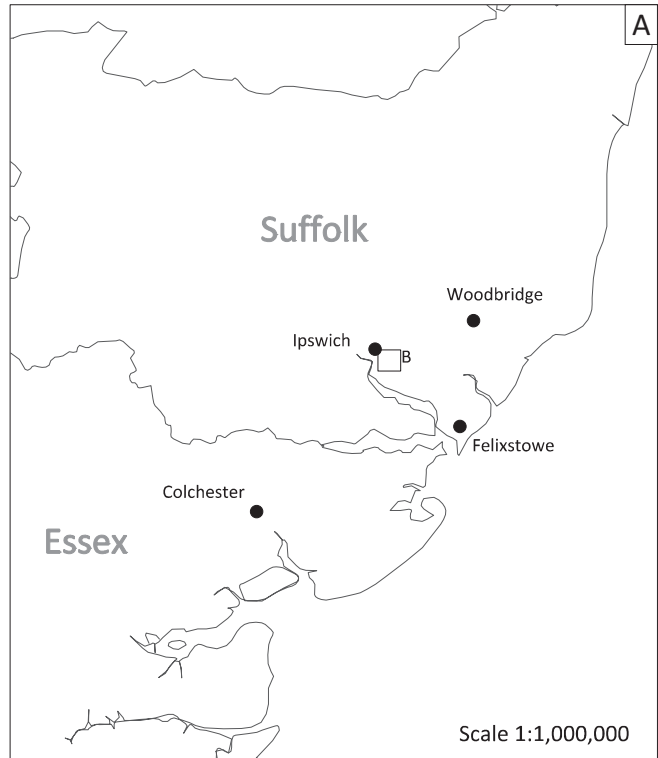 A
Suffolk
Woodbridge
Ipswich
B
Felixstowe
Colchester
Essex
Scale 1:1,000,000